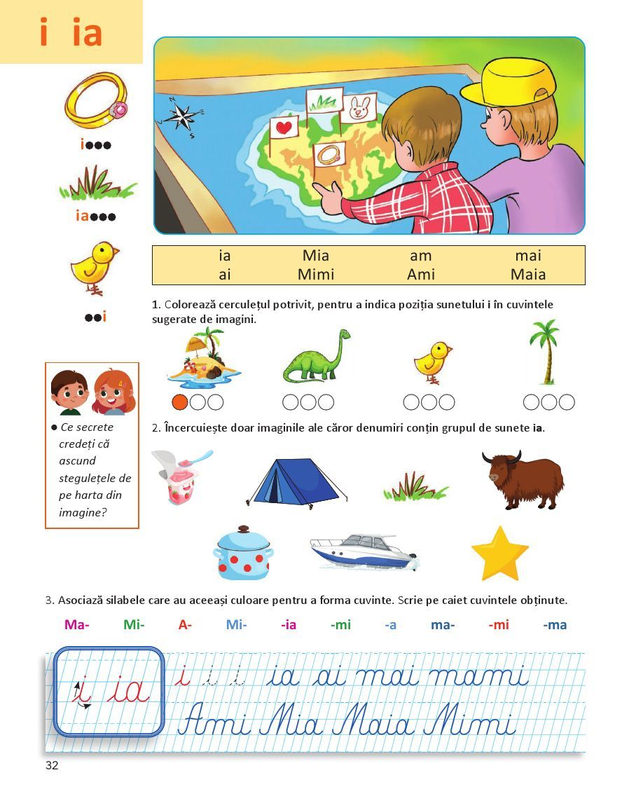 i ia
i●●●
ia●●●
●●i
N
ia Mia am mai
ai Mimi Ami Maia
1. Colorează cerculețul potrivit, pentru a indica poziția sunetului i în cuvintele
sugerate de imagini.
● Ce secrete
credeți că
ascund
stegulețele de
pe harta din
imagine?
2. Încercuiește doar imaginile ale căror denumiri conțin grupul de sunete ia.
3. Asociază silabele care au aceeași culoare pentru a forma cuvinte. Scrie pe caiet cuvintele obținute.
Ma- Mi- A- Mi- -ia -mi -a ma- -mi -ma
i ia i i i ia ai mai mami
Ami Mia Maia Mimi
32